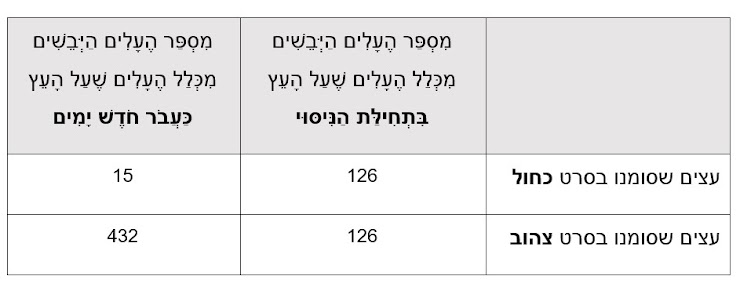 מִסְפַּר הֶעָלִים הַיְּבֵשִׁים
מִכְּלַל הֶעָלִים שֶׁעַל הָעֵץ
בִּתְחִילַּת הַנִּיסּוּי
מִסְפַּר הֶעָלִים הַיְּבֵשִׁים
מִכְּלַל הֶעָלִים שֶׁעַל הָעֵץ
כַּעֲבֹר חֹדֶשׁ יָמִים
עצים שסומנו בסרט כחול
126
15
עצים שסומנו בסרט צהוב
126
432